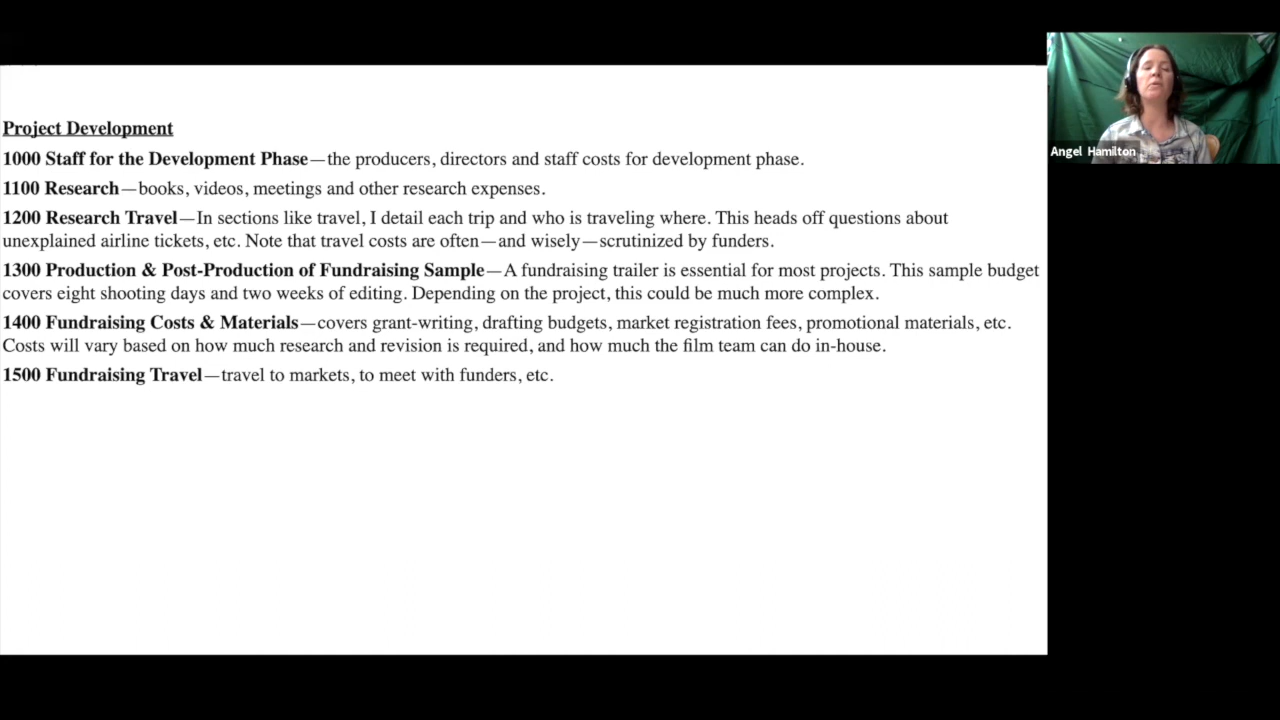 Project Development
1000 Staff for the Development Phase—the producers, directors and staff costs for development phase.
1100 Research—books, videos, meetings and other research expenses.
1200 Research Travel—In sections like travel, I detail each trip and who is traveling where. This heads off questions about
unexplained airline tickets, etc. Note that travel costs are often—and wisely—scrutinized by funders.
1300 Production & Post-Production of Fundraising Sample—A fundraising trailer is essential for most projects. This sample budget
covers eight shooting days and two weeks of editing. Depending on the project, this could be much more complex.
1400 Fundraising Costs & Materials—covers grant-writing, drafting budgets, market registration fees, promotional materials, etc.
Costs will vary based on how much research and revision is required, and how much the film team can do in-house.
1500 Fundraising Travel—travel to markets, to meet with funders, etc.
Angel Hamilton